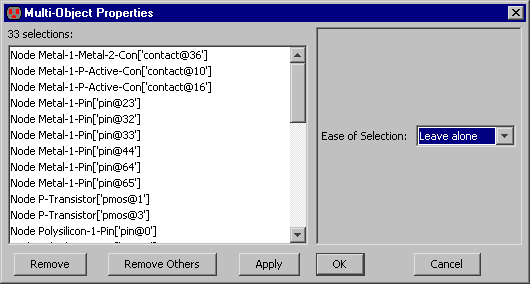 Multi-Object Properties
33 selections:
Node Metal-1-Metal-2-Con['contact@36']
Node Metal-1-P-Active-Con['contact@10']
Node Metal-1-P-Active-Con['contact@16']
Node Metal-1-Pin['pin@23']
Node Metal-1-Pin['pin@32']
Node Metal-1-Pin['pin@33']
Node Metal-1-Pin['pin@44']
Node Metal-1-Pin['pin@64']
Node Metal-1-Pin['pin@65']
Node P-Transistor['pmos@1']
Node P-Transistor['pmos@3']
Node Polysilicon-1-Pin['pin@0']
Ease of Selection: Leave alone
Remove Remove Others Apply OK Cancel